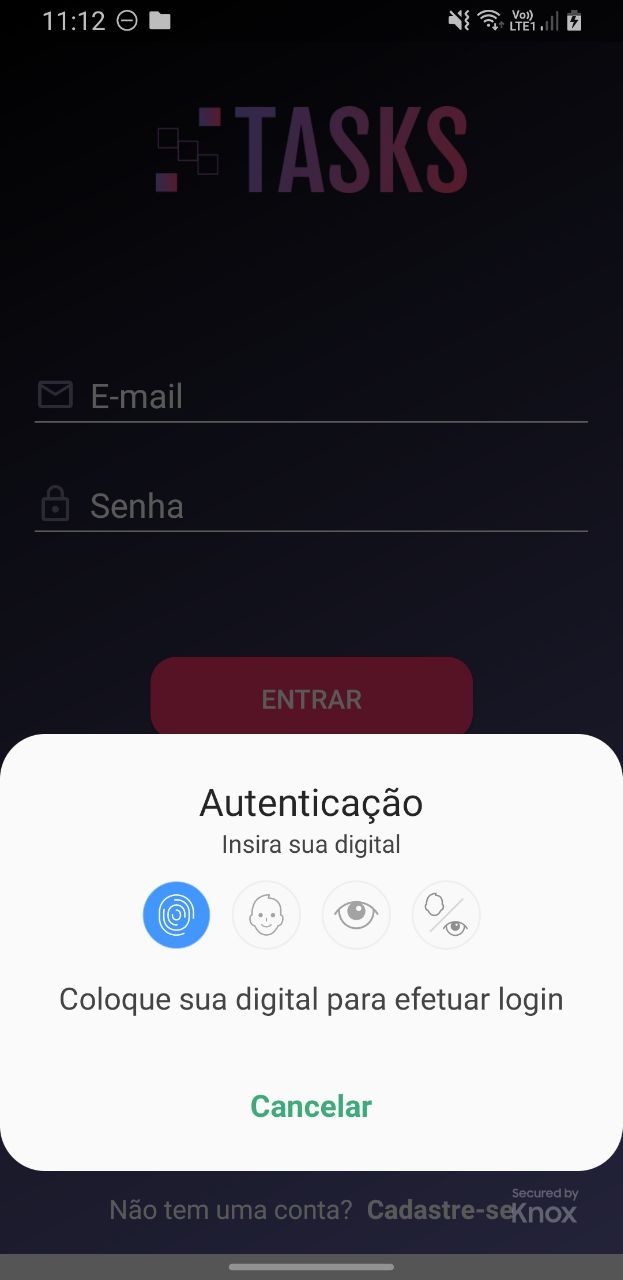 11:12
Vo))
LTE1
TASKS
E-mail
Senha
ENTRAR
Autenticação
Insira sua digital
Coloque sua digital para efetuar login
Cancelar
Não tem uma conta? Cadastre-se
Secured by
Knox